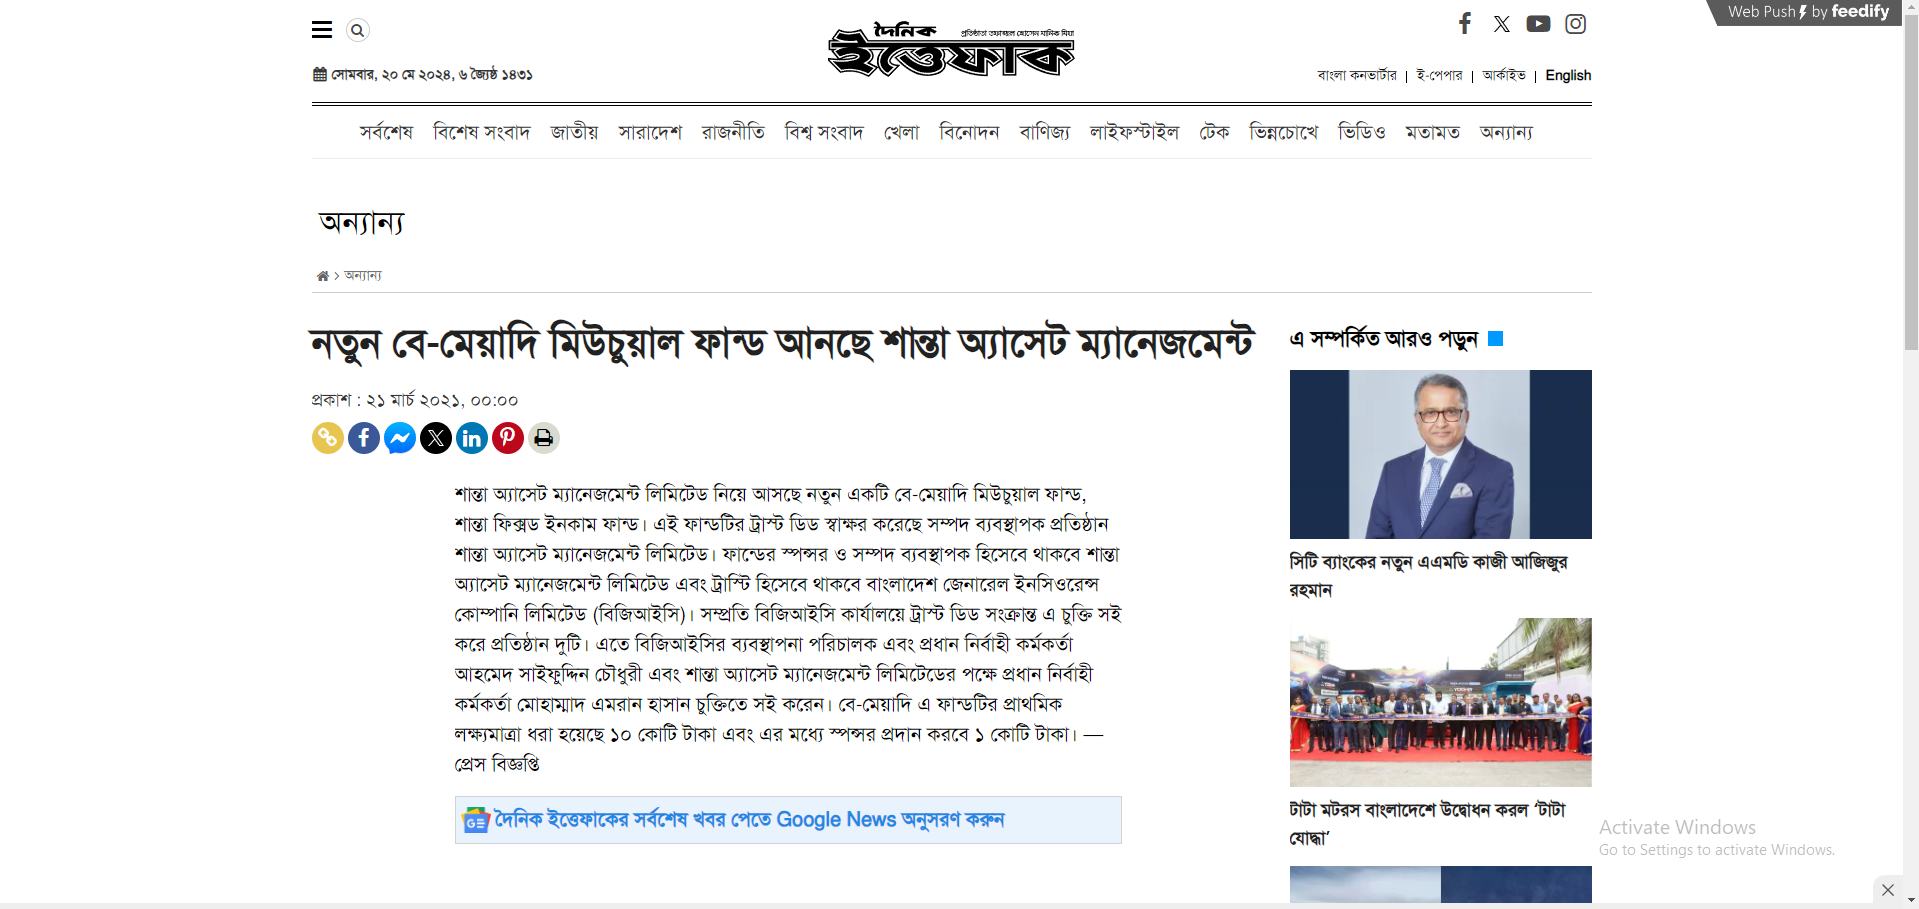 Web Push by feedify
দৈনিক
প্রতিষ্ঠাতা তফাজ্জল হোসেন মানিক মিয়া
ইত্তেফাক
সোমবার, ২০ মে ২০২৪, ৬ জ্যৈষ্ঠ ১৪৩১
বাংলা কনভার্টার | ই-পেপার | আর্কাইভ | English
সর্বশেষ বিশেষ সংবাদ জাতীয় সারাদেশ রাজনীতি বিশ্ব সংবাদ খেলা বিনোদন বাণিজ্য লাইফস্টাইল টেক ভিন্নচোখে ভিডিও মতামত অন্যান্য
অন্যান্য
অন্যান্য
নতুন বে-মেয়াদি মিউচুয়াল ফান্ড আনছে শান্তা অ্যাসেট ম্যানেজমেন্ট
প্রকাশ : ২১ মার্চ ২০২১, ০০:০০
শান্তা অ্যাসেট ম্যানেজমেন্ট লিমিটেড নিয়ে আসছে নতুন একটি বে-মেয়াদি মিউচুয়াল ফান্ড,
শান্তা ফিক্সড ইনকাম ফান্ড। এই ফান্ডটির ট্রাস্ট ডিড স্বাক্ষর করেছে সম্পদ ব্যবস্থাপক প্রতিষ্ঠান
শান্তা অ্যাসেট ম্যানেজমেন্ট লিমিটেড। ফান্ডের স্পন্সর ও সম্পদ ব্যবস্থাপক হিসেবে থাকবে শান্তা
অ্যাসেট ম্যানেজমেন্ট লিমিটেড এবং ট্রাস্টি হিসেবে থাকবে বাংলাদেশ জেনারেল ইনসিওরেন্স
কোম্পানি লিমিটেড (বিজিআইসি)। সম্প্রতি বিজিআইসি কার্যালয়ে ট্রাস্ট ডিড সংক্রান্ত এ চুক্তি সই
করে প্রতিষ্ঠান দুটি। এতে বিজিআইসির ব্যবস্থাপনা পরিচালক এবং প্রধান নির্বাহী কর্মকর্তা
আহমেদ সাইফুদ্দিন চৌধুরী এবং শান্তা অ্যাসেট ম্যানেজমেন্ট লিমিটেডের পক্ষে প্রধান নির্বাহী
কর্মকর্তা মোহাম্মাদ এমরান হাসান চুক্তিতে সই করেন। বে-মেয়াদি এ ফান্ডটির প্রাথমিক
লক্ষ্যমাত্রা ধরা হয়েছে ১০ কোটি টাকা এবং এর মধ্যে স্পন্সর প্রদান করবে ১ কোটি টাকা। —
প্রেস বিজ্ঞপ্তি
দৈনিক ইত্তেফাকের সর্বশেষ খবর পেতে Google News অনুসরণ করুন
এ সম্পর্কিত আরও পড়ুন
সিটি ব্যাংকের নতুন এএমডি কাজী আজিজুর
রহমান
টাটা মটরস বাংলাদেশে উদ্বোধন করল ‘টাটা
যোদ্ধা’
Activate Windows
Go to Settings to activate Windows.